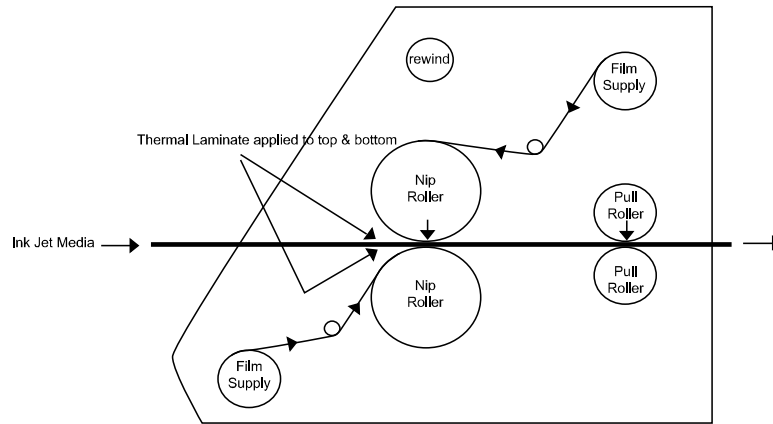 rewind
Film
Supply
Thermal Laminate applied to top & bottom
Nip
Roller
Pull
Roller
Ink Jet Media
Nip
Roller
Pull
Roller
Film
Supply